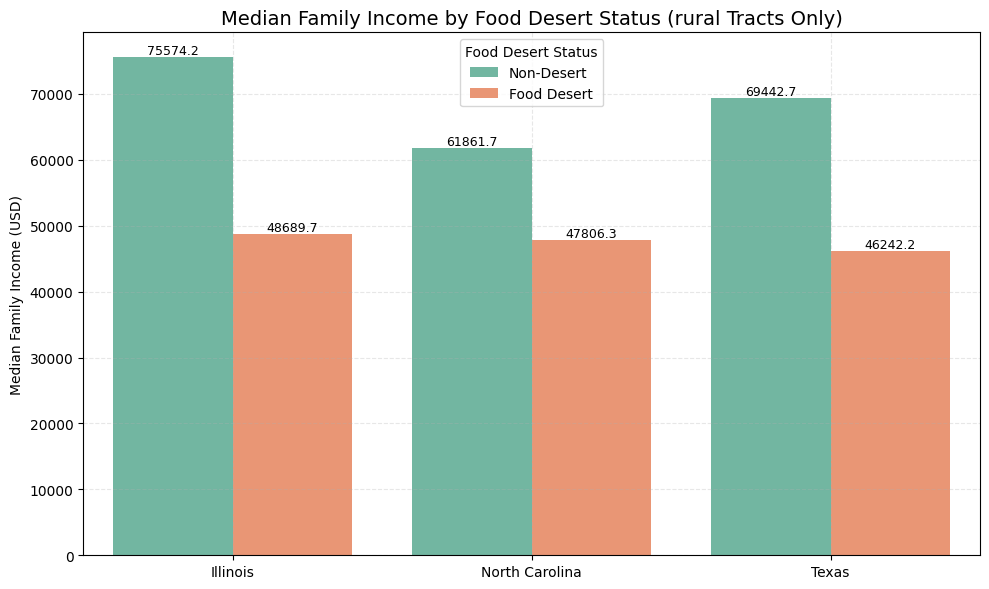 Median Family Income by Food Desert Status (rural Tracts Only)
Median Family Income (USD)
70000
60000
50000
40000
30000
20000
10000
0
Food Desert Status
Non-Desert
Food Desert
75574.2
48689.7
61861.7
47806.3
69442.7
46242.2
Illinois
North Carolina
Texas